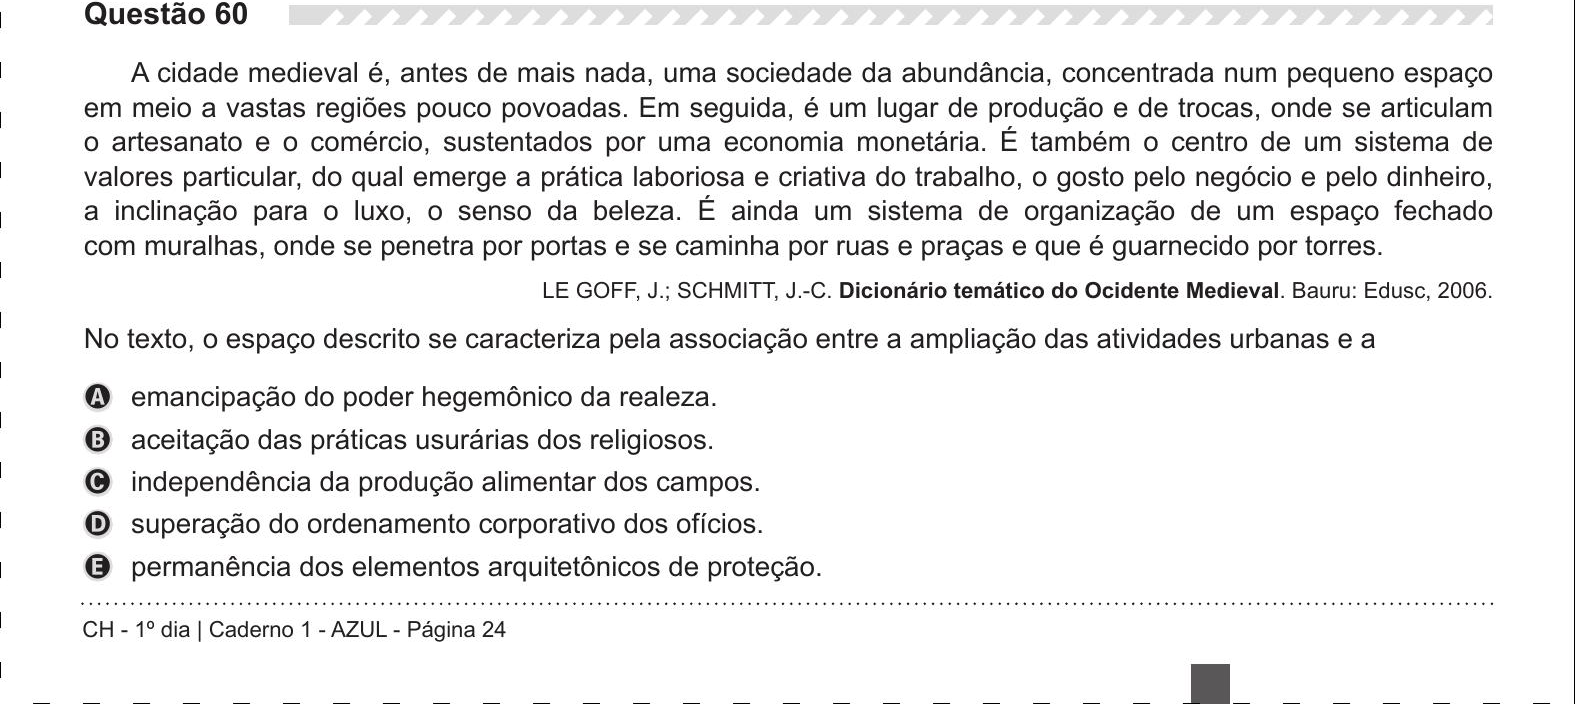 Questão 60
A cidade medieval é, antes de mais nada, uma sociedade da abundância, concentrada num pequeno espaço
em meio a vastas regiões pouco povoadas. Em seguida, é um lugar de produção e de trocas, onde se articulam
o artesanato e o comércio, sustentados por uma economia monetária. É também o centro de um sistema de
valores particular, do qual emerge a prática laboriosa e criativa do trabalho, o gosto pelo negócio e pelo dinheiro,
a inclinação para o luxo, o senso da beleza. É ainda um sistema de organização de um espaço fechado
com muralhas, onde se penetra por portas e se caminha por ruas e praças e que é guarnecido por torres.
LE GOFF, J.; SCHMITT, J.-C. Dicionário temático do Ocidente Medieval. Bauru: Edusc, 2006.
No texto, o espaço descrito se caracteriza pela associação entre a ampliação das atividades urbanas e a
A emancipação do poder hegemônico da realeza.
B aceitação das práticas usurárias dos religiosos.
C independência da produção alimentar dos campos.
D superação do ordenamento corporativo dos ofícios.
E permanência dos elementos arquitetônicos de proteção.
CH - 1º dia | Caderno 1 - AZUL - Página 24